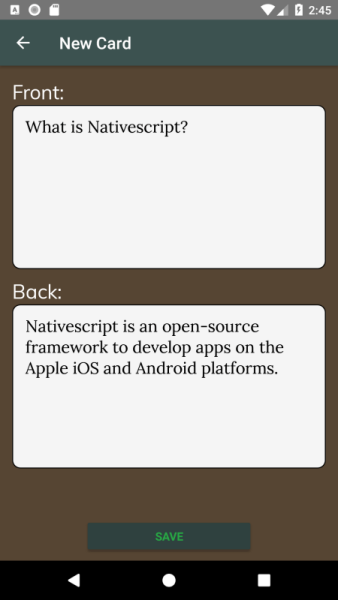 2:45
New Card
Front:
What is Nativescript?
Back:
Nativescript is an open-source
framework to develop apps on the
Apple iOS and Android platforms.
SAVE